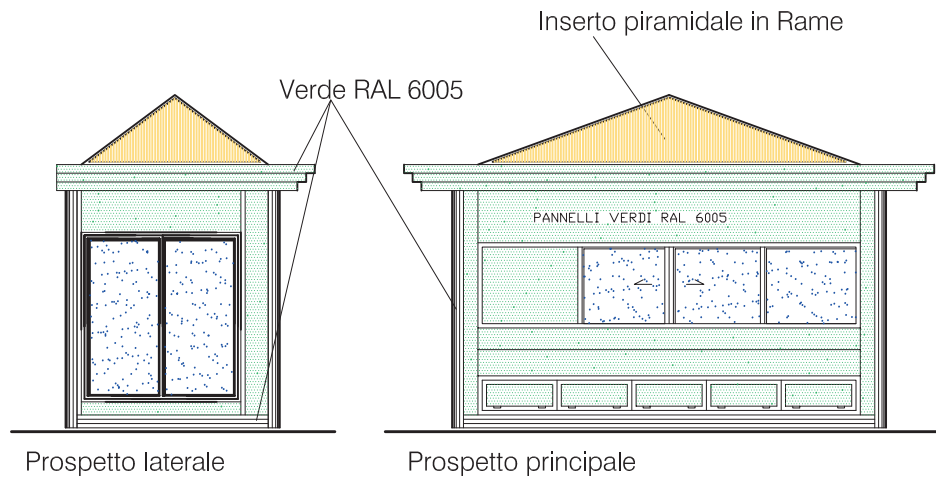 Inserto piramidale in Rame
Verde RAL 6005
PANNELLI VERDI RAL 6005
Prospetto laterale
Prospetto principale